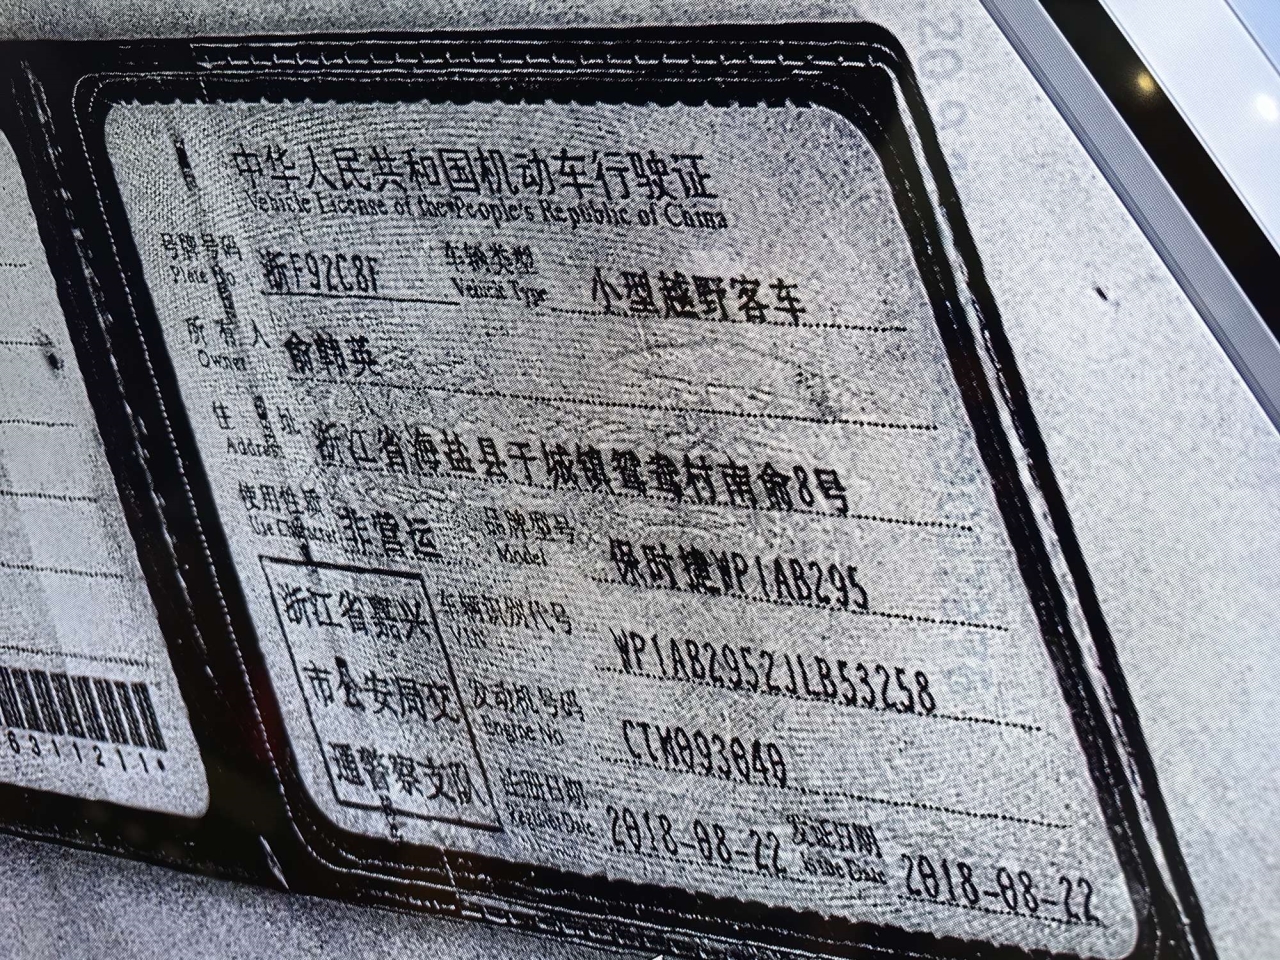 中华人民共和国机动车行驶证
Vehicle License of the People's Republic of China
号牌号码 浙F92C8F 车辆类型 小型越野客车
Plate No Vehicle Type
所有人 俞韩英
Owner
住 址 浙江省海盐县于城镇鸳鸯村南俞8号
Address
使用性质 非营运 品牌型号 保时捷WP1AB295
Use Character Model
浙江省嘉兴 车辆识别代号 WP1AB2952JLB53258
VIN
市公安局交 发动机号码 CTM093040
Engine No
通警察支队 注册日期 2018-08-22 发证日期 2018-08-22
Register Date Issue Date
6311211*